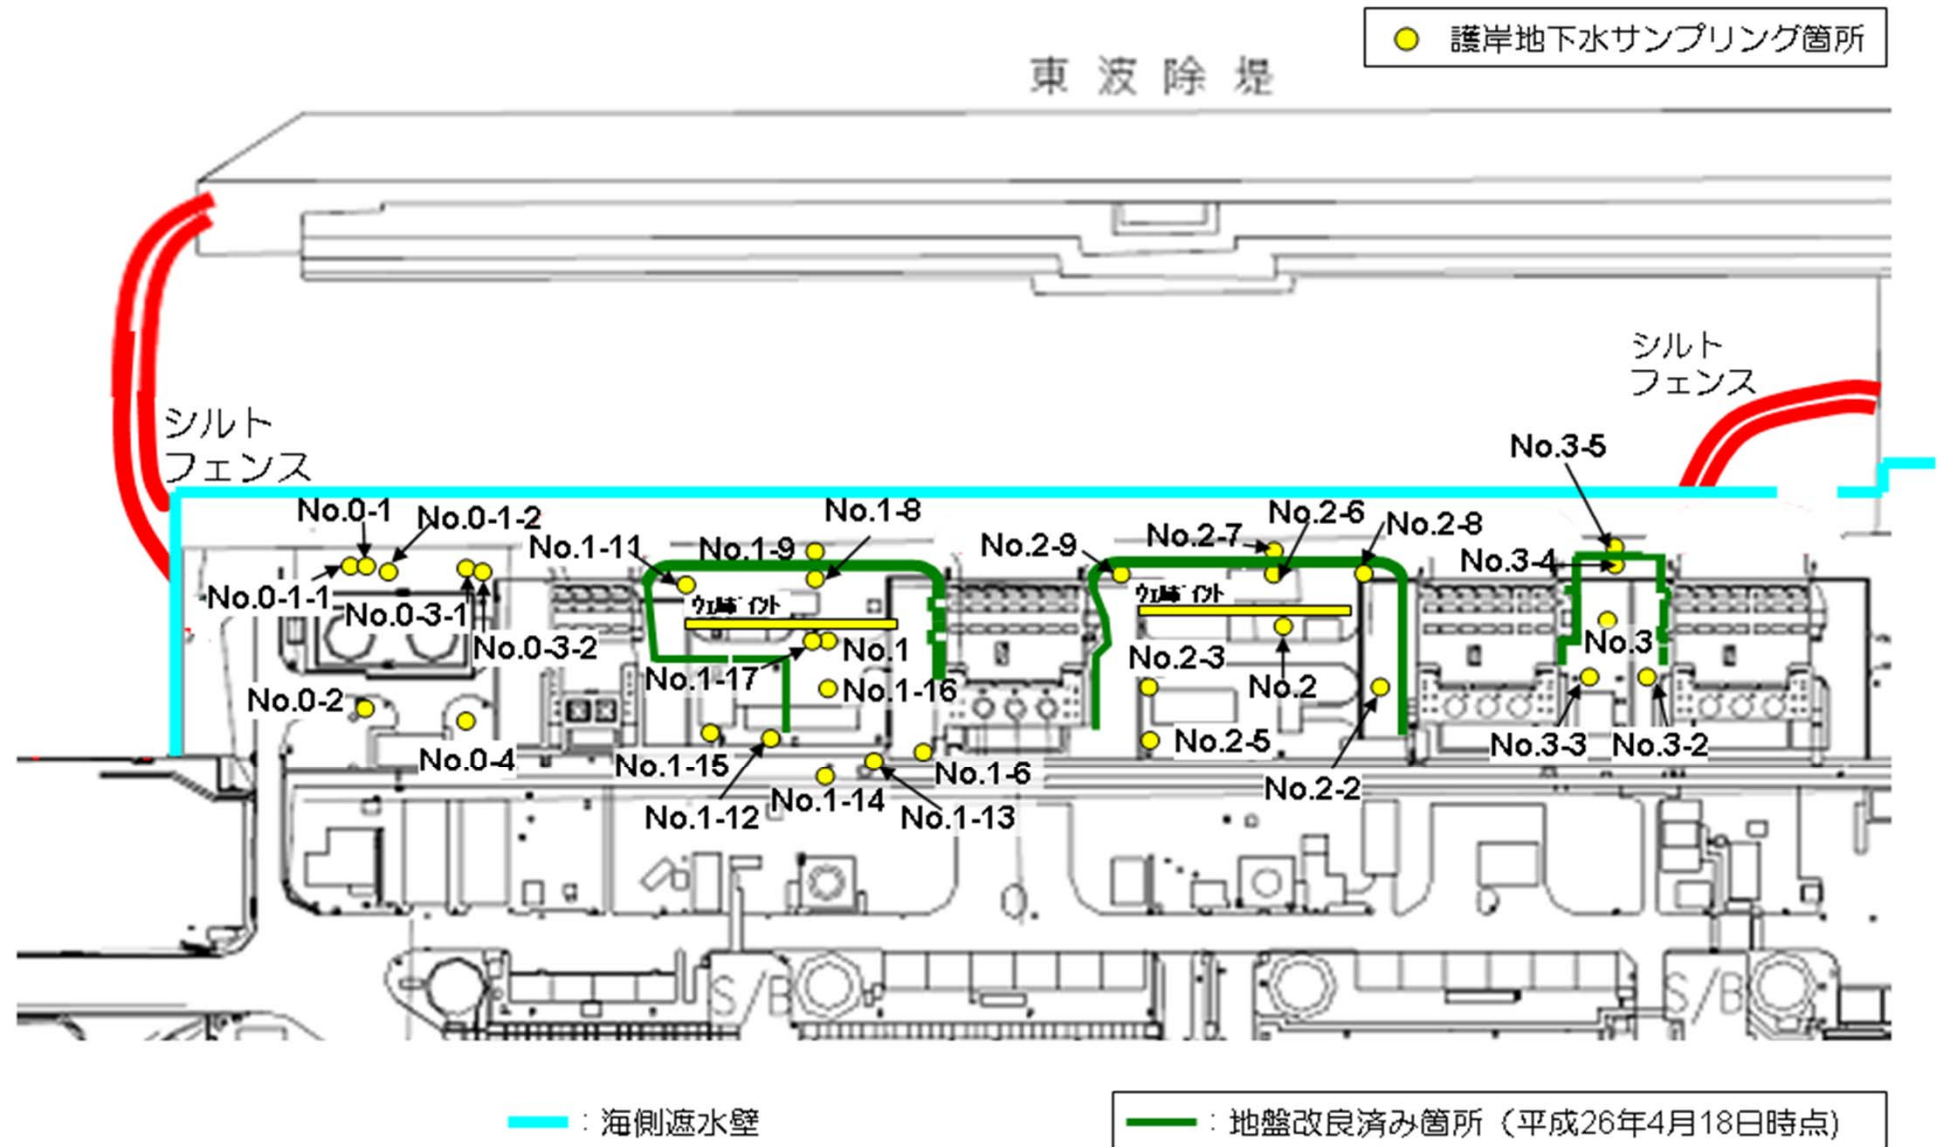 護岸地下水サンプリング箇所
東波除堤
シルト
フェンス
シルト
フェンス
No.3-5
No.0-1
No.0-1-2
No.1-8
No.2-6
No.2-8
No.1-11
No.1-9
No.2-9
No.2-7
No.3-4
No.0-1-1
No.0-3-1
ウェルポイント
ウェルポイント
No.0-3-2
No.1
No.3
No.2-3
No.1-17
No.1-16
No.2
No.0-2
No.0-4
No.1-15
No.1-6
No.2-5
No.3-3
No.3-2
No.2-2
No.1-14
No.1-12
No.1-13
S/B
S/B
：海側遮水壁
：地盤改良済み箇所（平成26年4月18日時点)